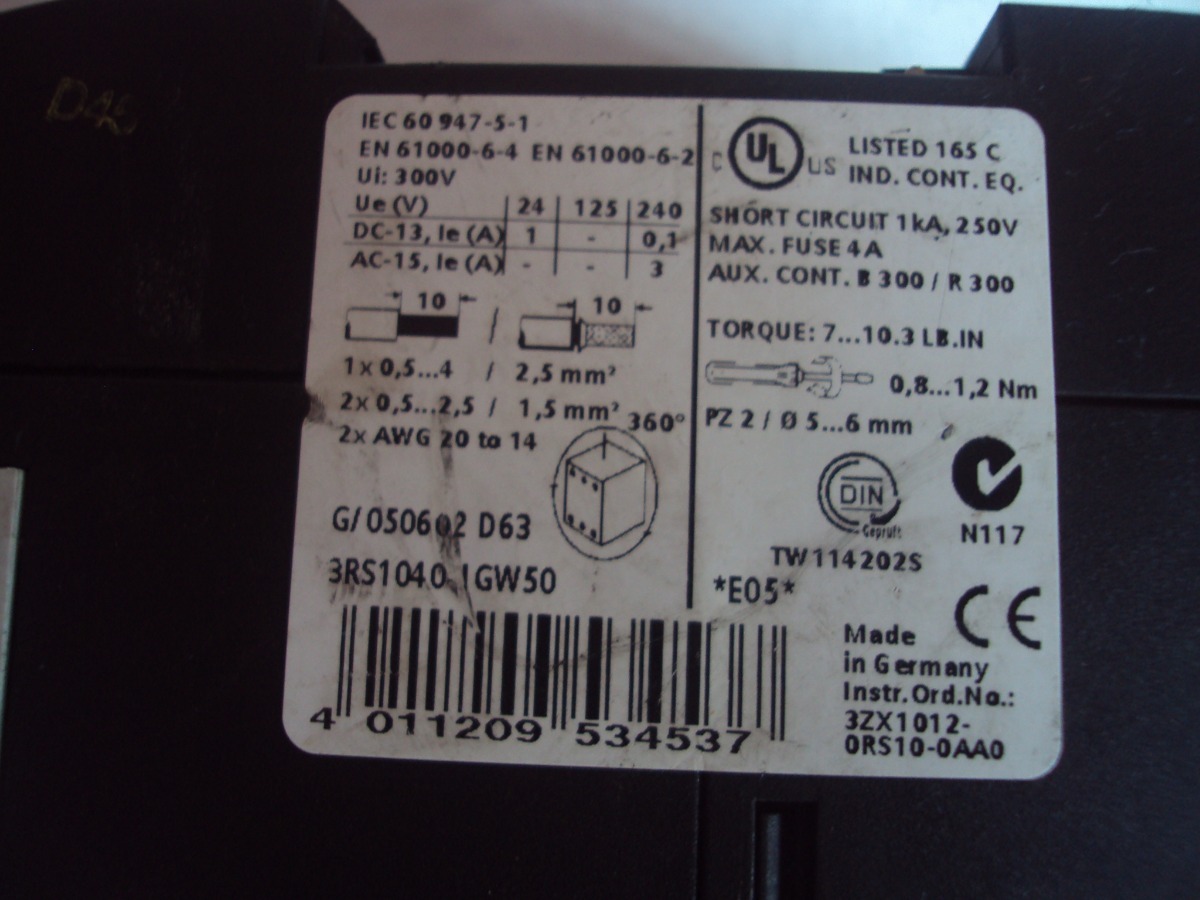 D48
IEC 60 947-5-1
EN 61000-6-4 EN 61000-6-2
Ui: 300V
Ue (V) 24 125 240
DC-13, Ie (A) 1 - 0,1
AC-15, Ie (A) - - 3
10 / 10
1 x 0,5...4 / 2,5 mm²
2x 0,5...2,5 / 1,5 mm²
2x AWG 20 to 14
360°
G/ 050602 D63
3RS1040-1GW50
4 011209 534537
C UL US
LISTED 165 C
IND. CONT. EQ.
SHORT CIRCUIT 1kA, 250V
MAX. FUSE 4 A
AUX. CONT. B 300 / R 300
TORQUE: 7...10.3 LB.IN
0,8...1,2 Nm
PZ 2 / Ø 5...6 mm
DIN
Geprüft
N117
TW114202S
*E05*
CE
Made
in Germany
Instr.Ord.No.:
3ZX1012-
0RS10-0AA0